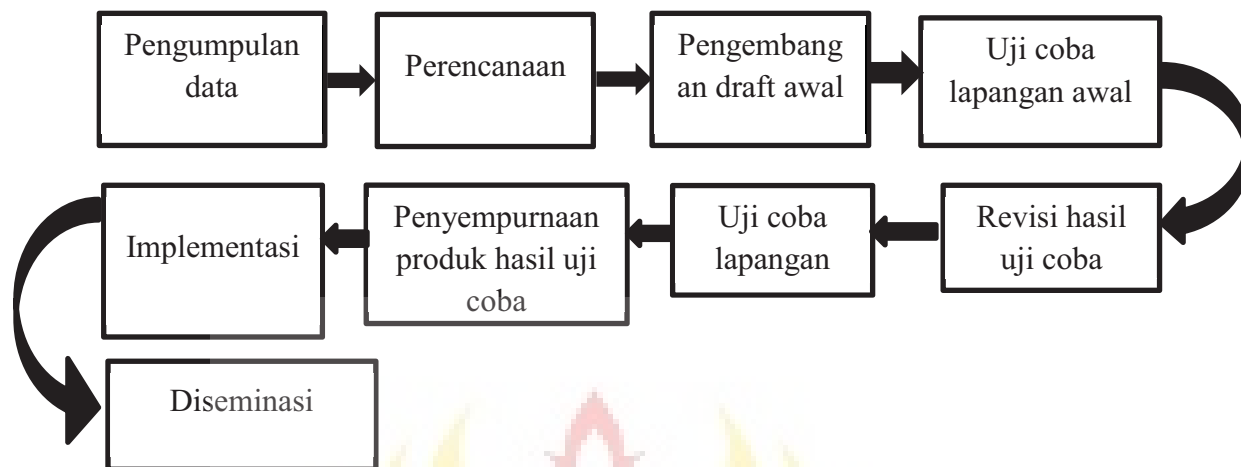 Pengumpulan
data
Perencanaan
Pengembang
an draft awal
Uji coba
lapangan awal
Revisi hasil
uji coba
Uji coba
lapangan
Penyempurnaan
produk hasil uji
coba
Implementasi
Diseminasi